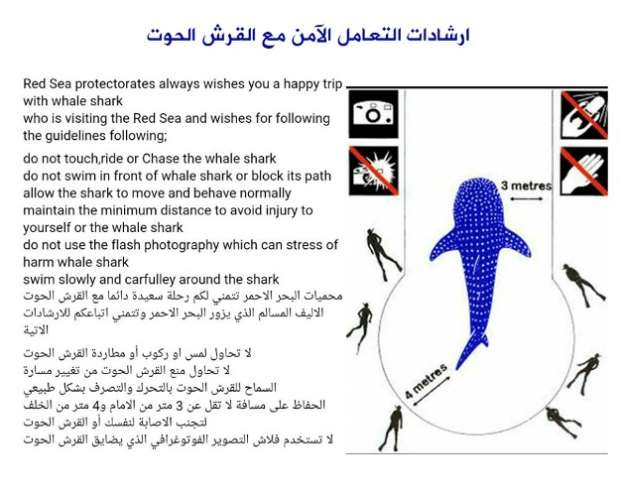 ارشادات التعامل الآمن مع القرش الحوت
Red Sea protectorates always wishes you a happy trip
with whale shark
who is visiting the Red Sea and wishes for following
the guidelines following;
do not touch,ride or Chase the whale shark
do not swim in front of whale shark or block its path
allow the shark to move and behave normally
maintain the minimum distance to avoid injury to
yourself or the whale shark
do not use the flash photography which can stress of
harm whale shark
swim slowly and carfulley around the shark
محميات البحر الاحمر تتمني لكم رحلة سعيدة دائما مع القرش الحوت
الاليف المسالم الذي يزور البحر الاحمر وتتمني اتباعكم للارشادات
الاتية
لا تحاول لمس او ركوب أو مطاردة القرش الحوت
لا تحاول منع القرش الحوت من تغيير مسارة
السماح للقرش الحوت بالتحرك والتصرف بشكل طبيعي
الحفاظ على مسافة لا تقل عن 3 متر من الامام و4 متر من الخلف
لتجنب الاصابة لنفسك أو القرش الحوت
لا تستخدم فلاش التصوير الفوتوغرافي الذي يضايق القرش الحوت
3 metres
4 metres